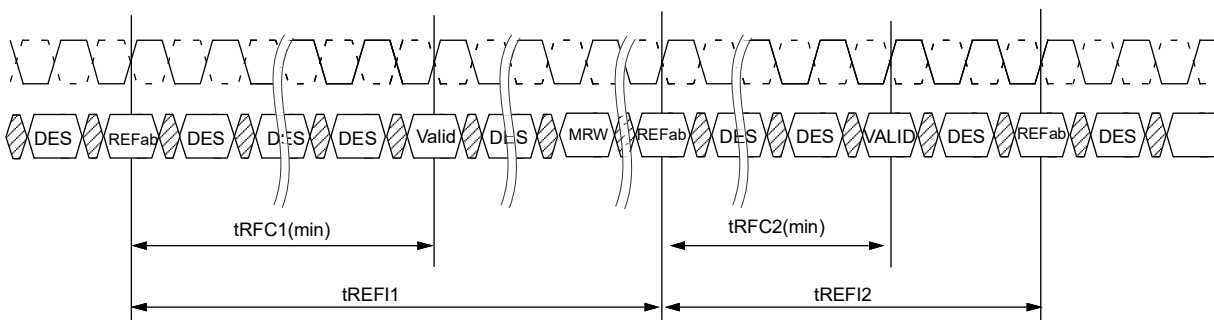 DES REFab DES DES DES Valid DES MRW REFab DES DES VALID DES REFab DES
tRFC1(min) tRFC2(min)
tREFI1 tREFI2